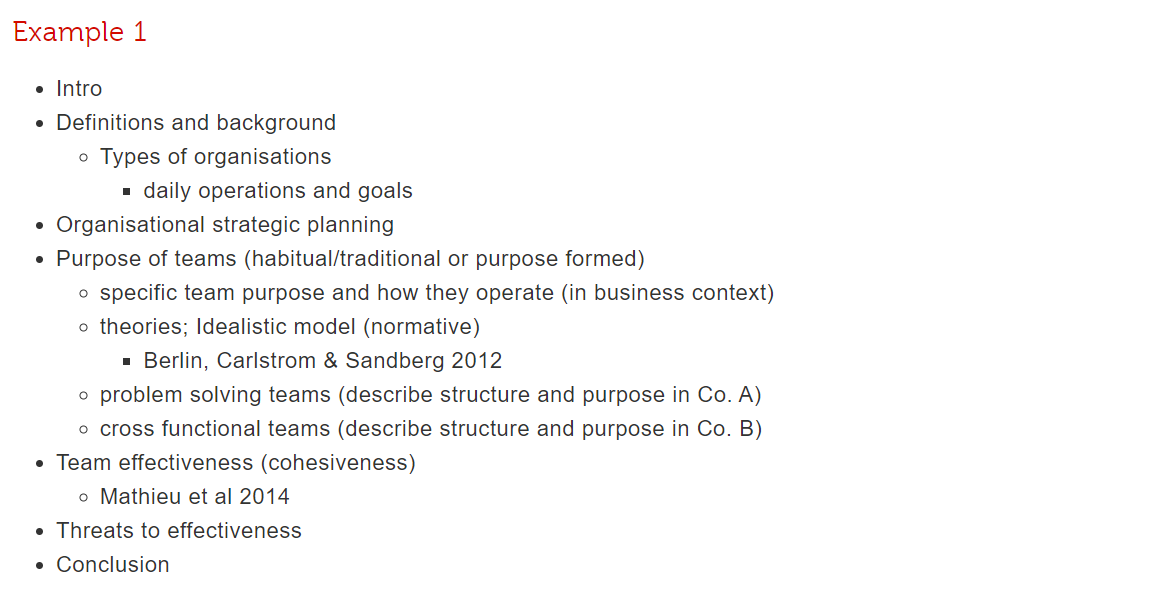 Example 1
Intro
Definitions and background
Types of organisations
daily operations and goals
Organisational strategic planning
Purpose of teams (habitual/traditional or purpose formed)
specific team purpose and how they operate (in business context)
theories; Idealistic model (normative)
Berlin, Carlstrom & Sandberg 2012
problem solving teams (describe structure and purpose in Co. A)
cross functional teams (describe structure and purpose in Co. B)
Team effectiveness (cohesiveness)
Mathieu et al 2014
Threats to effectiveness
Conclusion